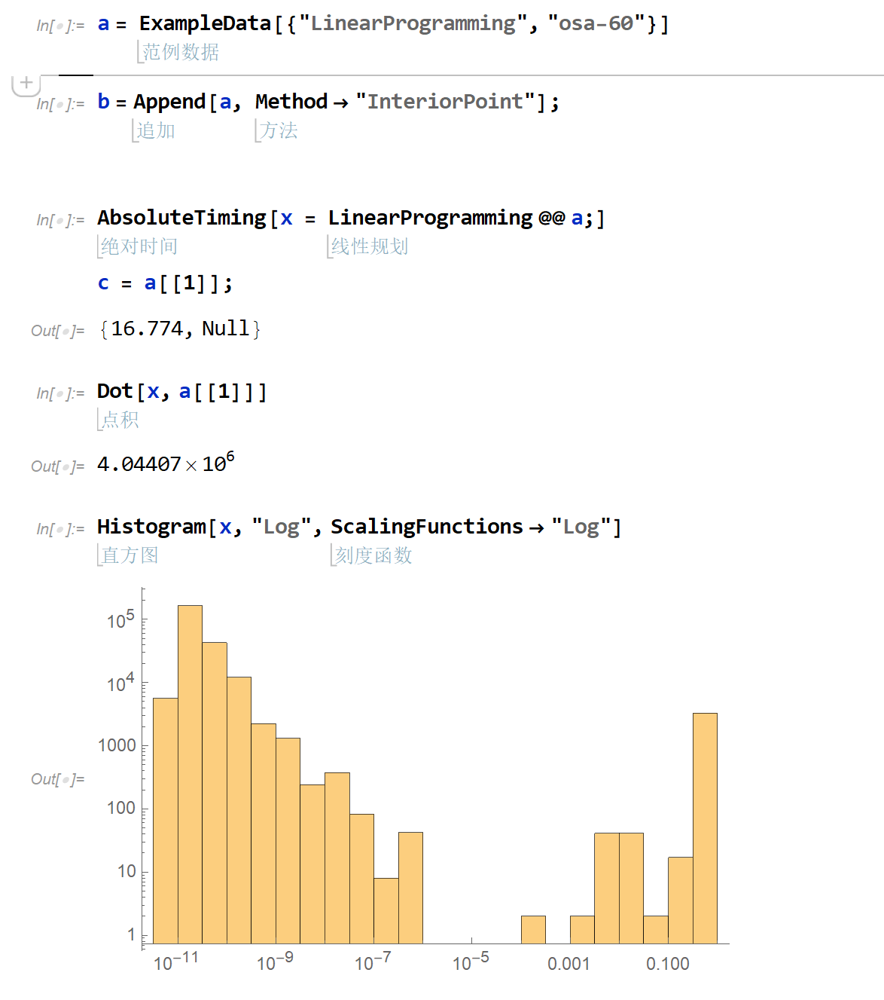 In[●]:= a = ExampleData[{"LinearProgramming", "osa-60"}]
范例数据
+
In[●]:= b = Append[a, Method → "InteriorPoint"];
追加 方法
In[●]:= AbsoluteTiming[x = LinearProgramming @@ a;]
绝对时间 线性规划
c = a[[1]];
Out[●]= {16.774, Null}
In[●]:= Dot[x, a[[1]]]
点积
Out[●]= 4.04407 × 10^6
In[●]:= Histogram[x, "Log", ScalingFunctions → "Log"]
直方图 刻度函数
10^5
10^4
1000
Out[●]=
100
10
1
10^-11 10^-9 10^-7 10^-5 0.001 0.100